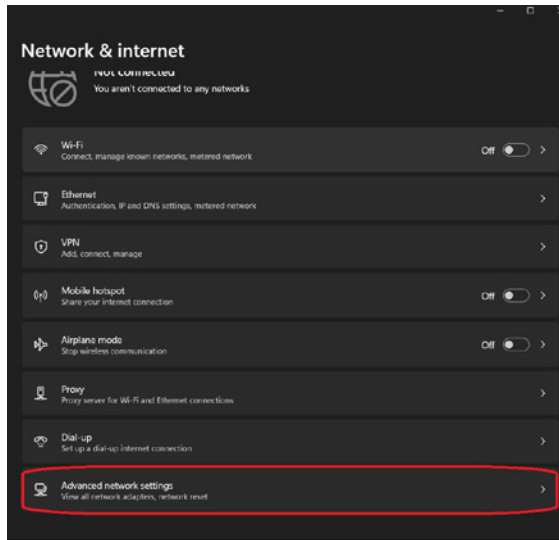 Network & internet
Not connected
You aren't connected to any networks
Wi-Fi
Off
Connect, manage known networks, metered network
Ethernet
Authentication, IP and DNS settings, metered network
VPN
Add, connect, manage
Mobile hotspot
Off
Share your internet connection
Airplane mode
Off
Stop wireless communication
Proxy
Proxy server for Wi-Fi and Ethernet connections
Dial-up
Set up a dial-up internet connection
Advanced network settings
View all network adapters, network reset